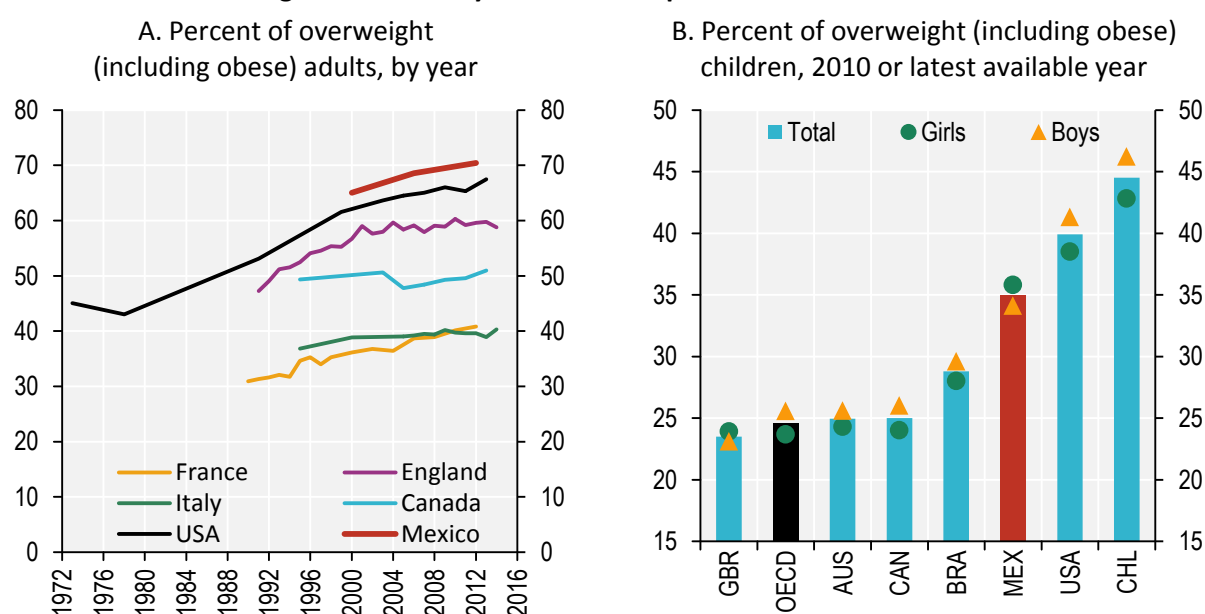 A. Percent of overweight
(including obese) adults, by year
80
70
60
50
40
30
20
10
0
80
70
60
50
40
30
20
10
0
France
England
Italy
Canada
USA
Mexico
1972
1976
1980
1984
1988
1992
1996
2000
2004
2008
2012
2016
B. Percent of overweight (including obese)
children, 2010 or latest available year
50
45
40
35
30
25
20
15
50
45
40
35
30
25
20
15
Total
Girls
Boys
GBR
OECD
AUS
CAN
BRA
MEX
USA
CHL